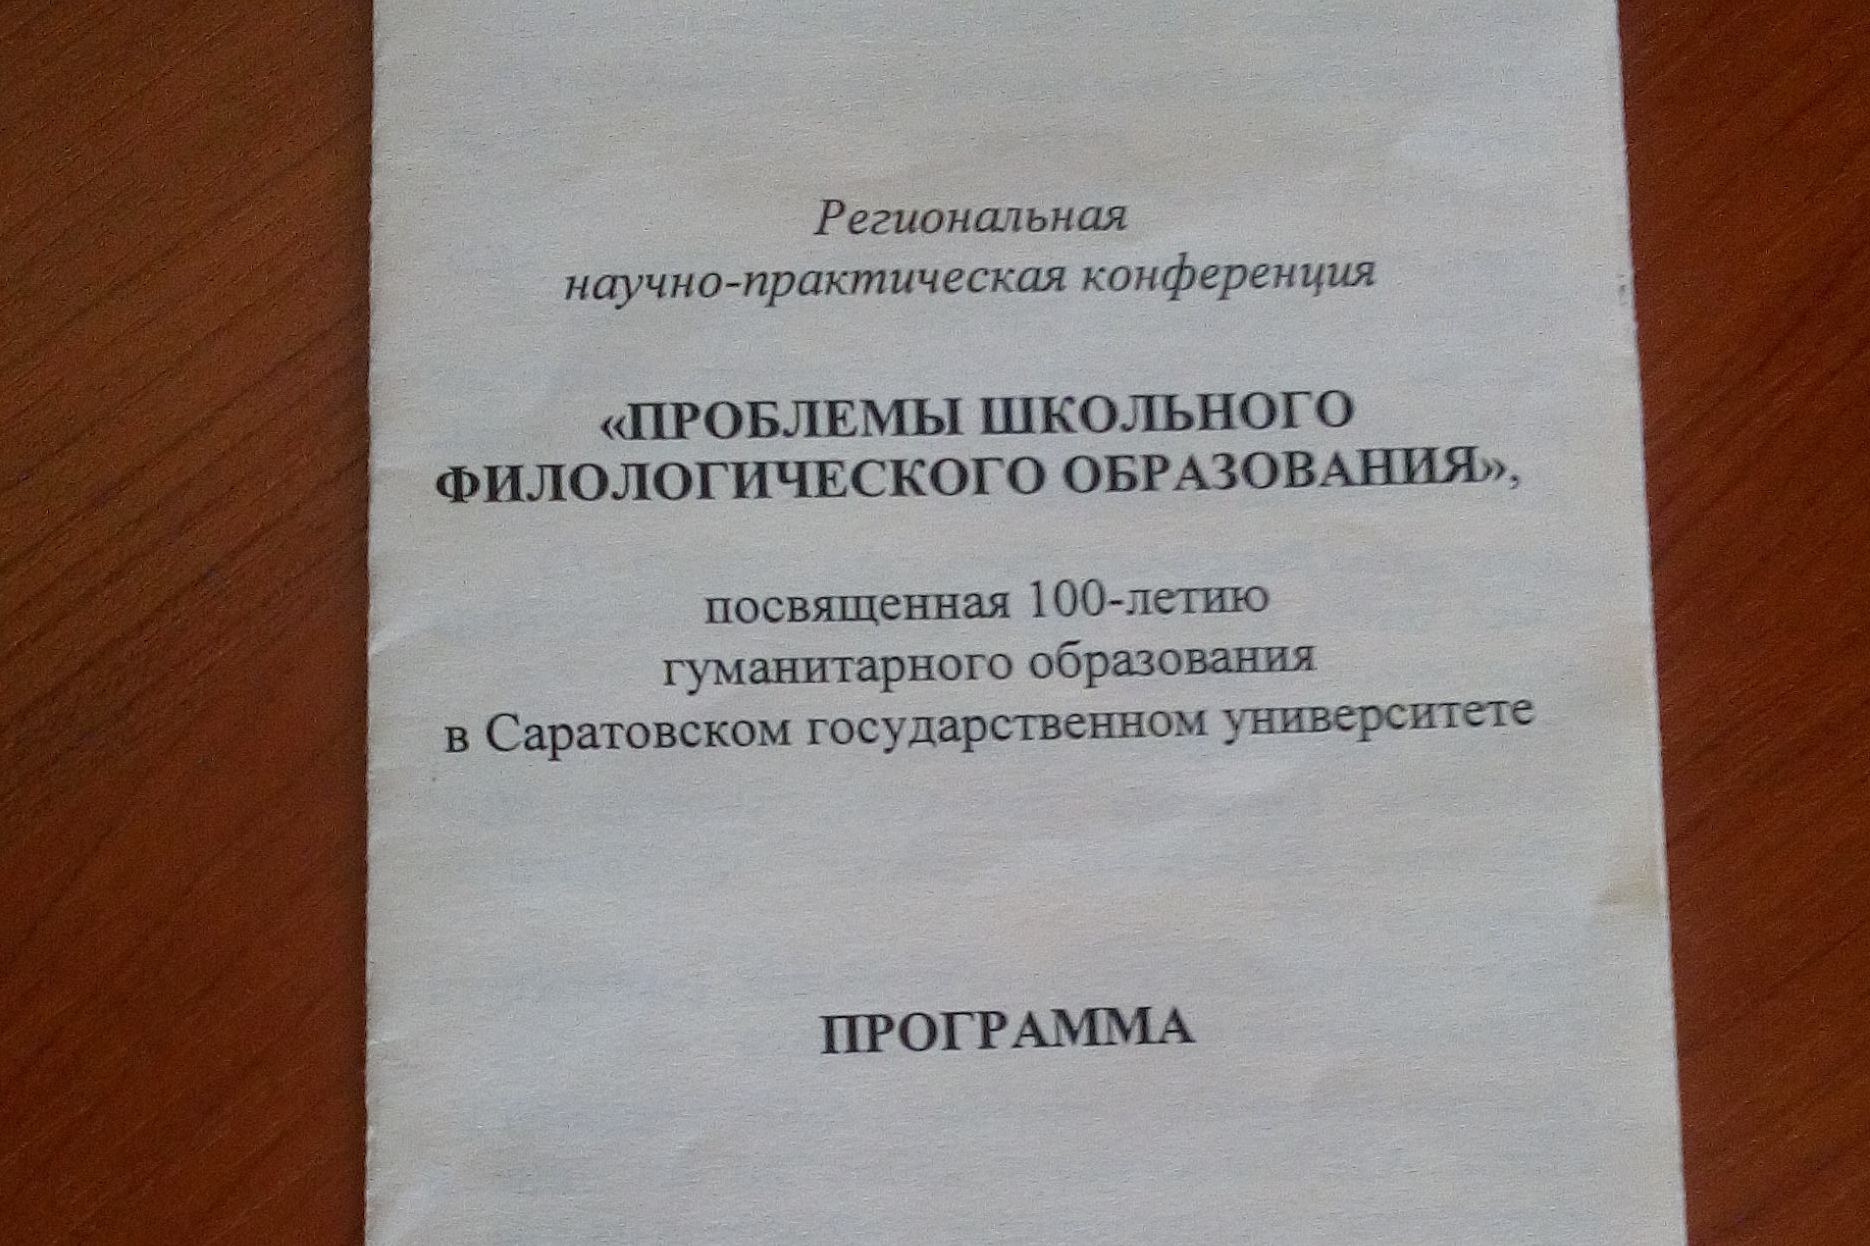 Региональная
научно-практическая конференция
«ПРОБЛЕМЫ ШКОЛЬНОГО
ФИЛОЛОГИЧЕСКОГО ОБРАЗОВАНИЯ»,
посвященная 100-летию
гуманитарного образования
в Саратовском государственном университете
ПРОГРАММА